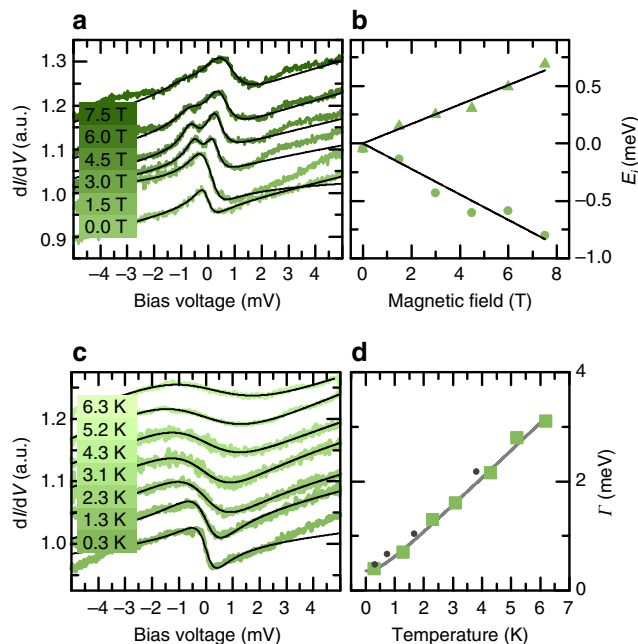 a
dI/dV (a.u.)
1.3
1.2
1.1
1.0
0.9
7.5 T
6.0 T
4.5 T
3.0 T
1.5 T
0.0 T
−4 −3 −2 −1 0 1 2 3 4
Bias voltage (mV)
b
0.5
0.0
−0.5
−1.0
E_i (meV)
0 1 2 3 4 5 6 7 8
Magnetic field (T)
c
dI/dV (a.u.)
1.2
1.1
1.0
6.3 K
5.2 K
4.3 K
3.1 K
2.3 K
1.3 K
0.3 K
−4 −3 −2 −1 0 1 2 3 4
Bias voltage (mV)
d
4
2
0
Γ (meV)
0 1 2 3 4 5 6 7
Temperature (K)